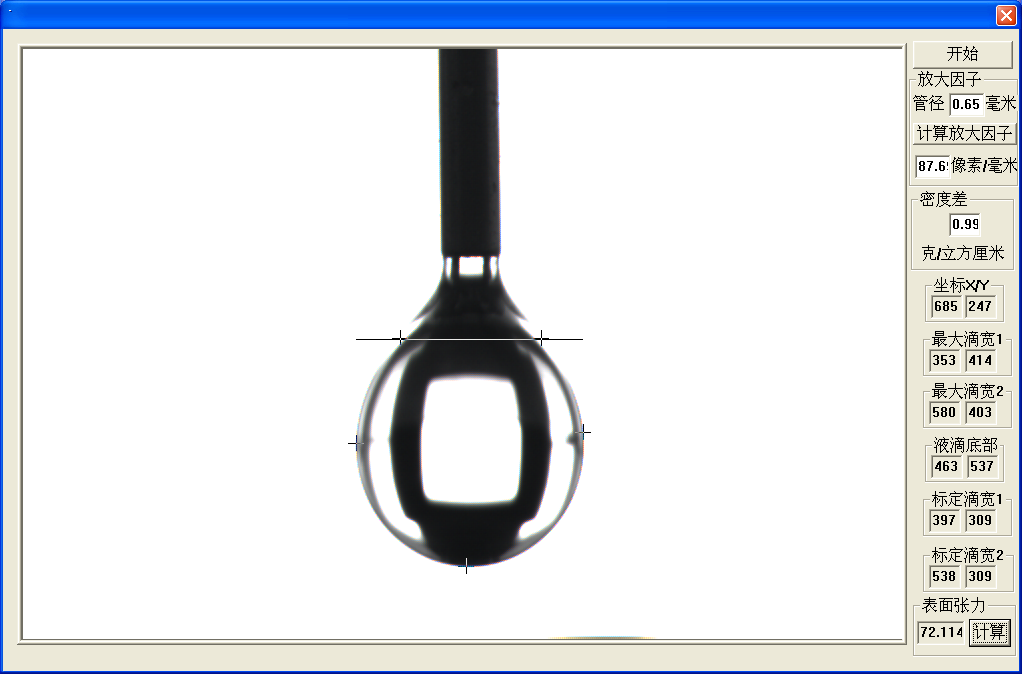 开始
放大因子
管径 0.65 毫米
计算放大因子
87.69 像素/毫米
密度差
0.99
克/立方厘米
坐标X/Y
685 247
最大滴宽1
353 414
最大滴宽2
580 403
液滴底部
463 537
标定滴宽1
397 309
标定滴宽2
538 309
表面张力
72.114 计算